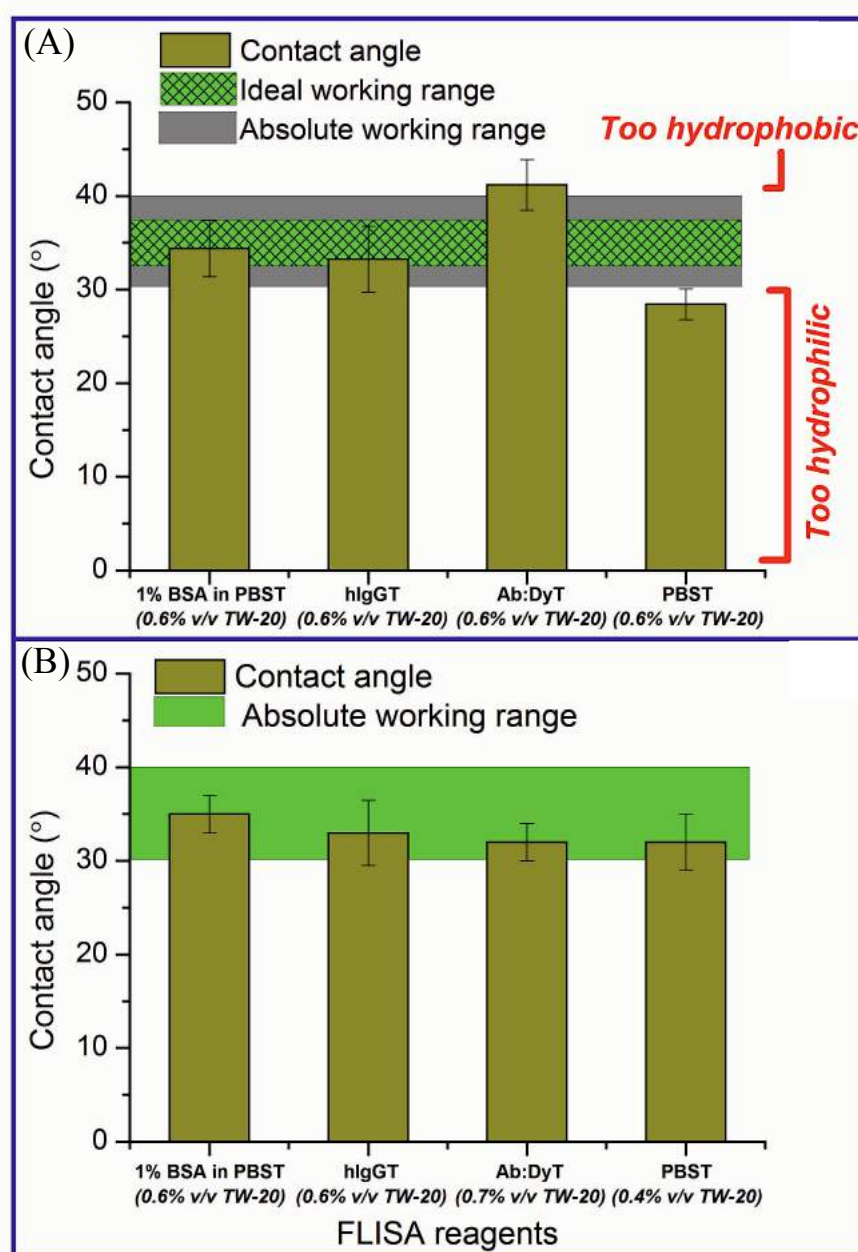 (A)
Contact angle
Ideal working range
Absolute working range
Too hydrophobic
Too hydrophilic
Contact angle (°)
50
40
30
20
10
0
1% BSA in PBST hIgGT Ab:DyT PBST
(0.6% v/v TW-20) (0.6% v/v TW-20) (0.6% v/v TW-20) (0.6% v/v TW-20)
(B)
Contact angle
Absolute working range
Contact angle (°)
50
40
30
20
10
0
1% BSA in PBST hIgGT Ab:DyT PBST
(0.6% v/v TW-20) (0.6% v/v TW-20) (0.7% v/v TW-20) (0.4% v/v TW-20)
FLISA reagents